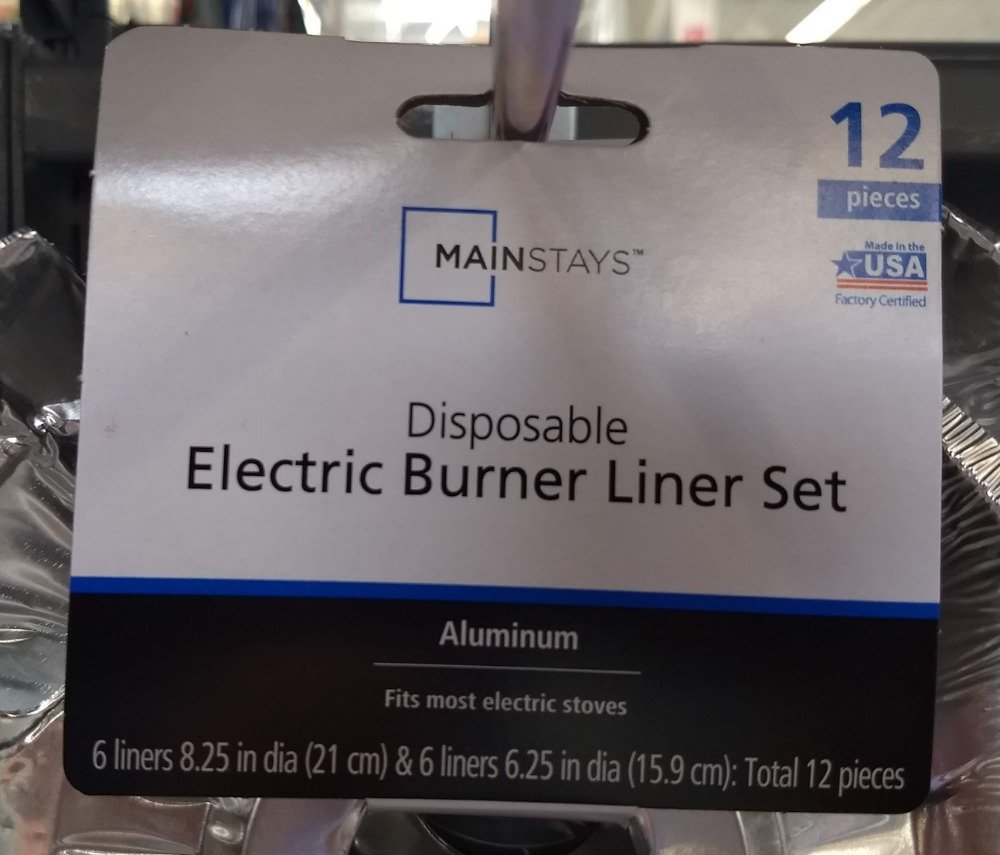 12
pieces
Made in the
USA
Factory Certified
MAINSTAYS™
Disposable
Electric Burner Liner Set
Aluminum
Fits most electric stoves
6 liners 8.25 in dia (21 cm) & 6 liners 6.25 in dia (15.9 cm): Total 12 pieces